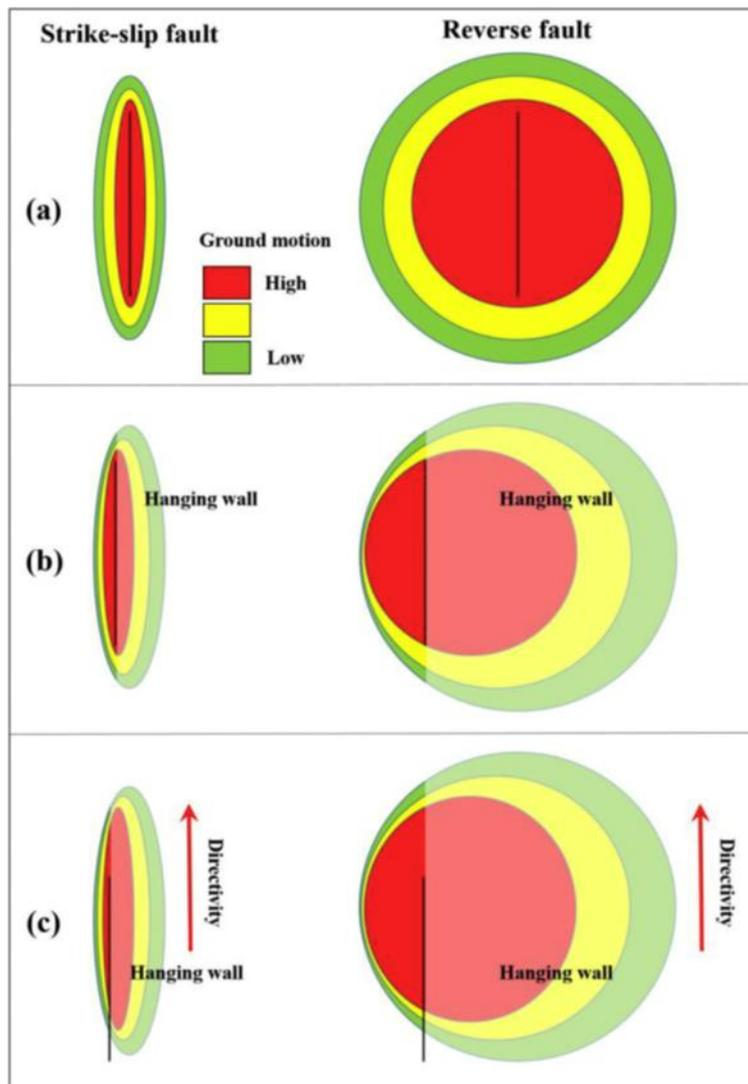 Strike-slip fault
Reverse fault
(a)
Ground motion
High
Low
(b)
Hanging wall
Hanging wall
(c)
Directivity
Hanging wall
Directivity
Hanging wall